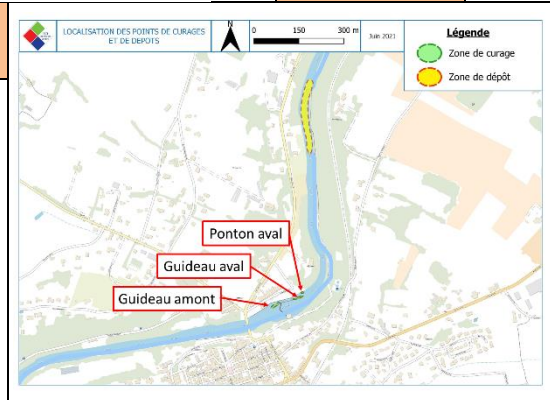 LOCALISATION DES POINTS DE CURAGES
ET DE DEPOTS
N
0 150 300 m
Juin 2021
Légende
Zone de curage
Zone de dépôt
Ponton aval
Guideau aval
Guideau amont